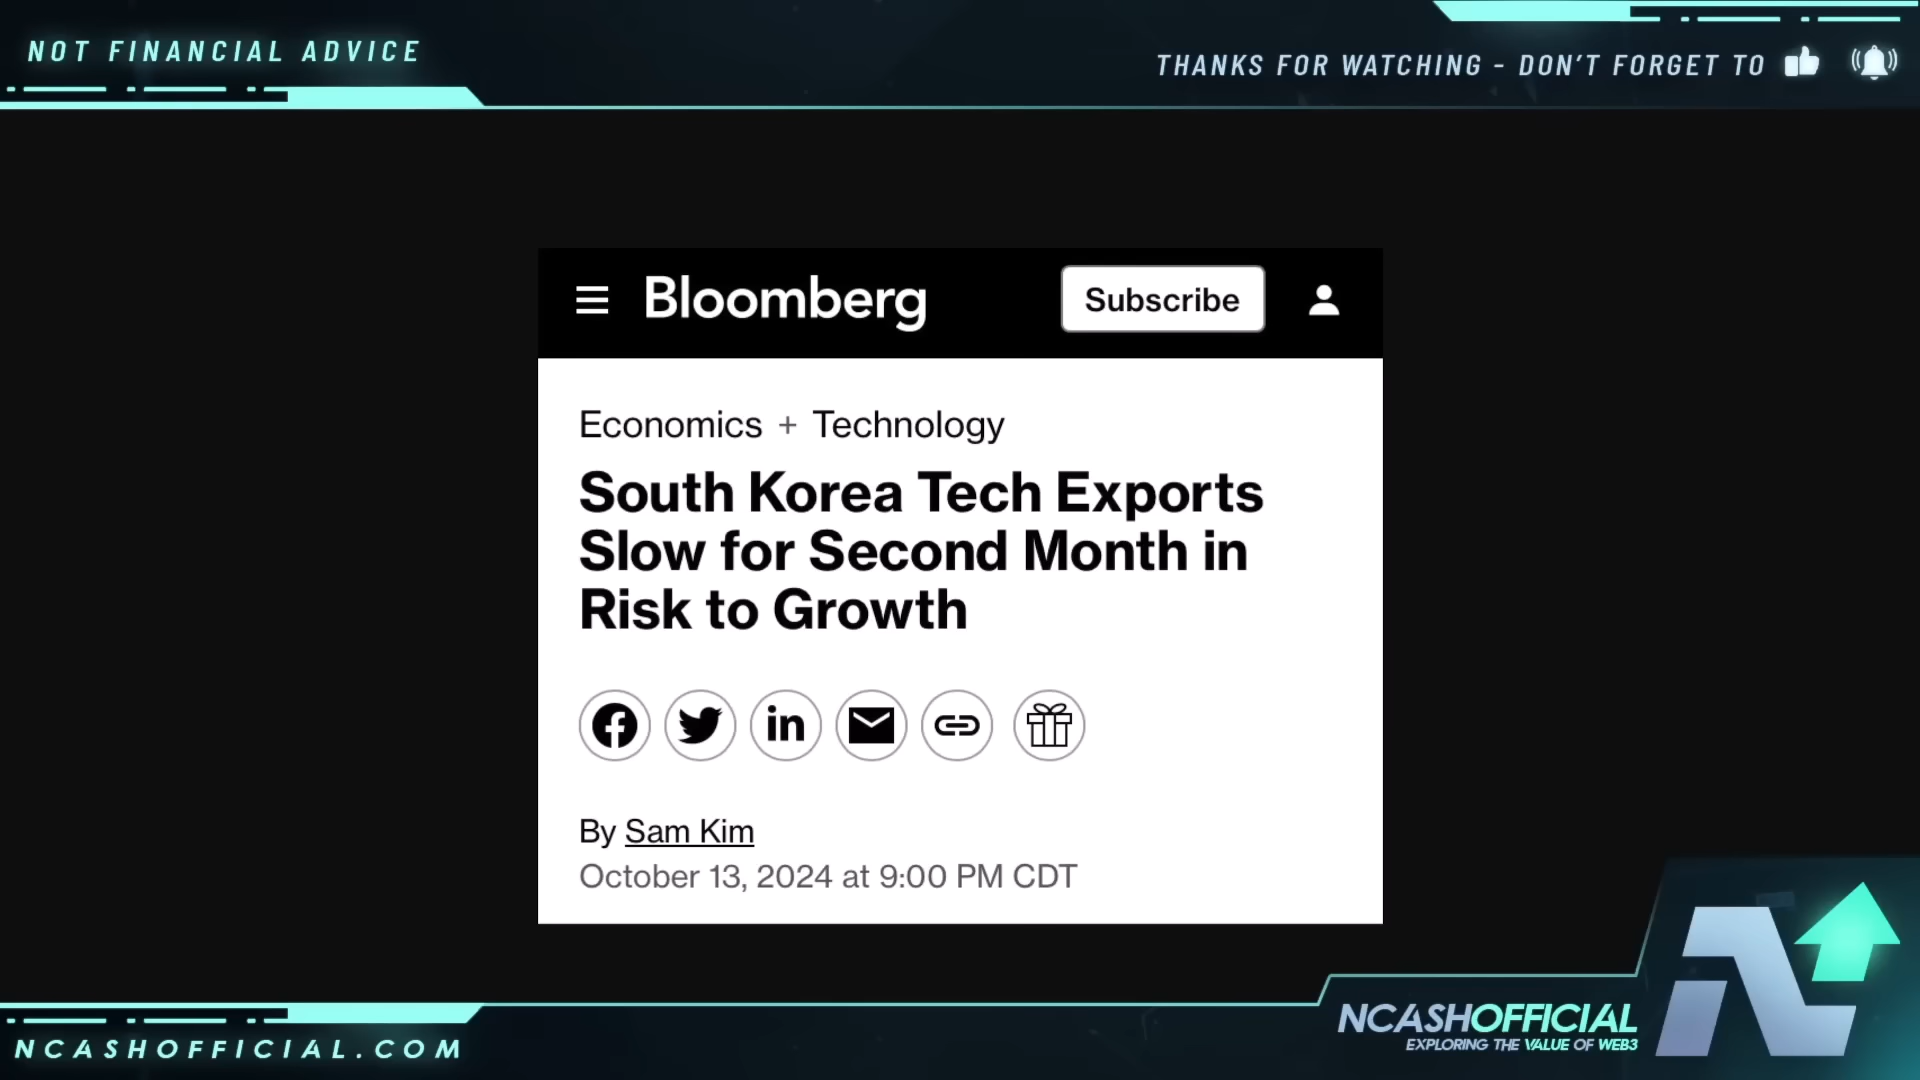 NOT FINANCIAL ADVICE
THANKS FOR WATCHING - DON'T FORGET TO
Bloomberg
Subscribe
Economics + Technology
South Korea Tech Exports
Slow for Second Month in
Risk to Growth
By Sam Kim
October 13, 2024 at 9:00 PM CDT
NCASHOFFICIAL.COM
NCASHOFFICIAL
EXPLORING THE VALUE OF WEB3